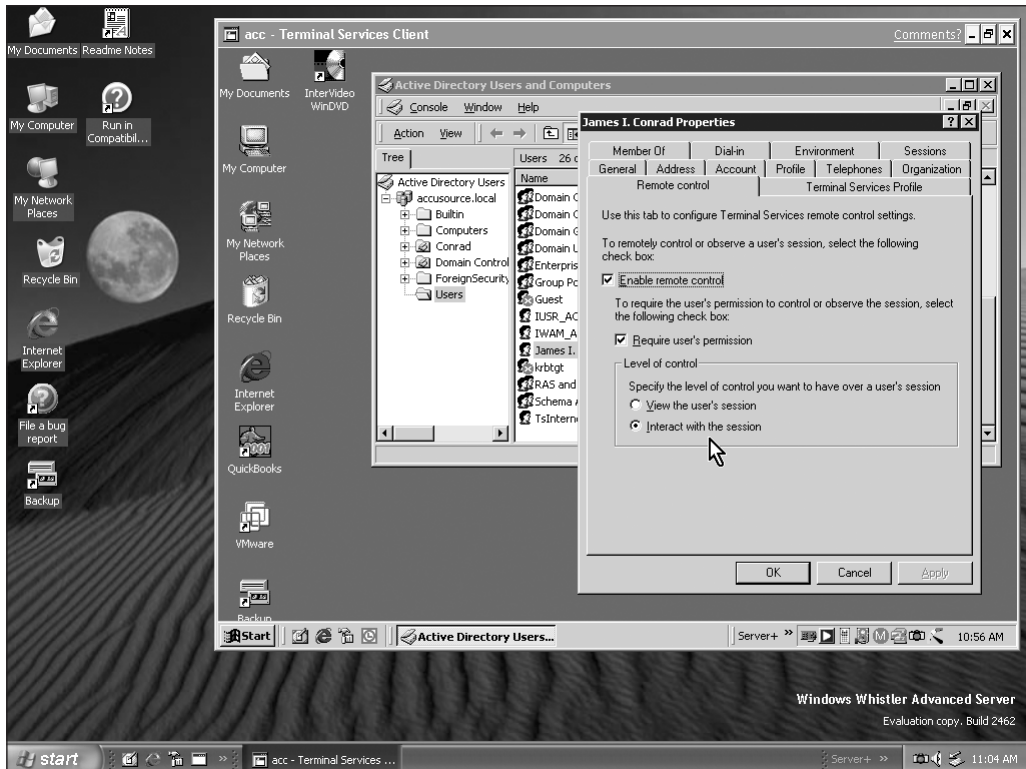 My Documents
Readme Notes
My Computer
Run in
Compatibil...
My Network
Places
Recycle Bin
Internet
Explorer
File a bug
report
Backup
acc - Terminal Services Client
Comments?
My Documents
InterVideo
WinDVD
My Computer
My Network
Places
Recycle Bin
Internet
Explorer
QuickBooks
VMware
Backup
Active Directory Users and Computers
Console Window Help
Action View
Tree
Users 26
Active Directory Users
accusource.local
Builtin
Computers
Conrad
Domain Control
ForeignSecurity
Users
Name
Domain C
Domain C
Domain G
Domain U
Enterpris
Group Po
Guest
IUSR_AC
IWAM_A
James I.
krbtgt
RAS and
Schema
TsIntern
James I. Conrad Properties
Member Of Dial-in Environment Sessions
General Address Account Profile Telephones Organization
Remote control Terminal Services Profile
Use this tab to configure Terminal Services remote control settings.
To remotely control or observe a user's session, select the following
check box:
Enable remote control
To require the user's permission to control or observe the session, select
the following check box:
Require user's permission
Level of control
Specify the level of control you want to have over a user's session
View the user's session
Interact with the session
OK Cancel Apply
Start
Active Directory Users...
Server+ »
10:56 AM
Windows Whistler Advanced Server
Evaluation copy. Build 2462
start
»
acc - Terminal Services ...
Server+ »
11:04 AM